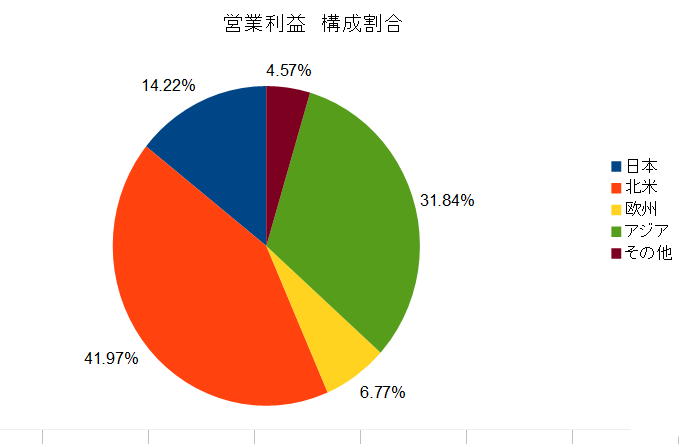 営業利益　構成割合
4.57%
14.22%
31.84%
41.97%
6.77%
日本
北米
欧州
アジア
その他